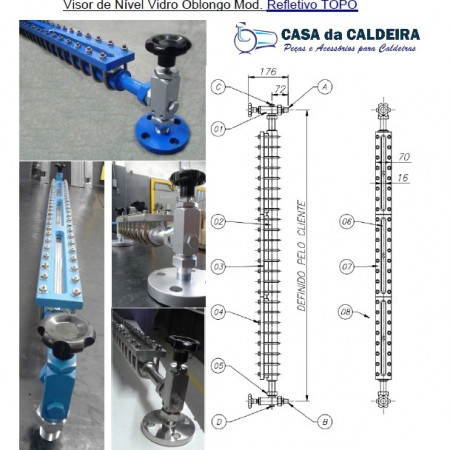 Visor de Nível Vidro Oblongo Mod. Refletivo TOPO
CASA da CALDEIRA
Peças e Acessórios para Caldeiras
176
72
C
A
01
02
03
04
05
D
B
DEFINIDO PELO CLIENTE
70
16
06
07
08